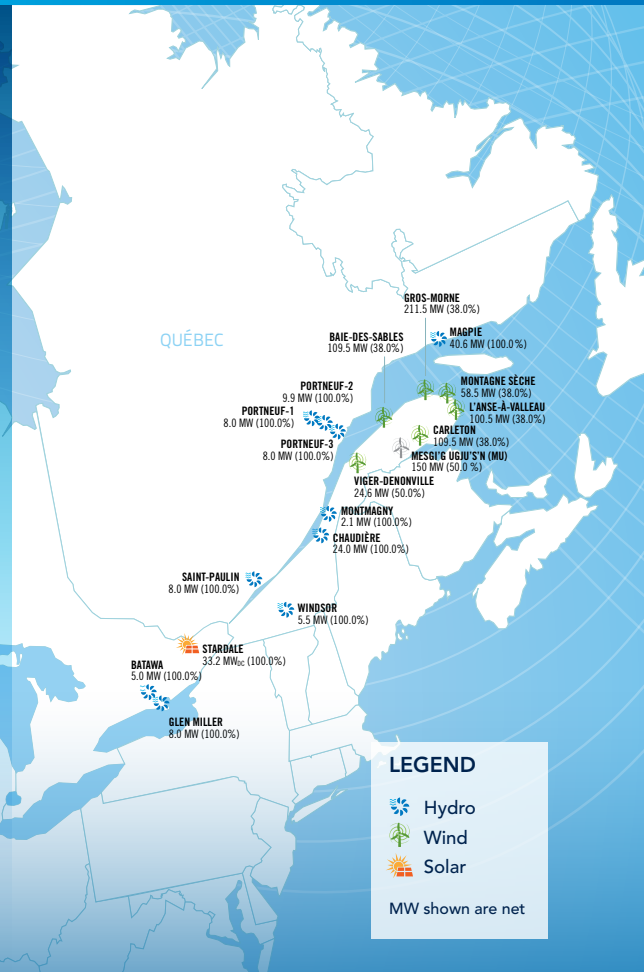 GROS-MORNE
211.5 MW (38.0%)
BAIE-DES-SABLES
109.5 MW (38.0%)
MAGPIE
40.6 MW (100.0%)
QUÉBEC
PORTNEUF-2
9.9 MW (100.0%)
MONTAGNE SÈCHE
58.5 MW (38.0%)
PORTNEUF-1
8.0 MW (100.0%)
L'ANSE-À-VALLEAU
100.5 MW (38.0%)
CARLETON
109.5 MW (38.0%)
PORTNEUF-3
8.0 MW (100.0%)
MESGI'G UGJU'S'N (MU)
150 MW (50.0 %)
VIGER-DENONVILLE
24.6 MW (50.0%)
MONTMAGNY
2.1 MW (100.0%)
CHAUDIÈRE
24.0 MW (100.0%)
SAINT-PAULIN
8.0 MW (100.0%)
WINDSOR
5.5 MW (100.0%)
STARDALE
33.2 MWDC (100.0%)
BATAWA
5.0 MW (100.0%)
GLEN MILLER
8.0 MW (100.0%)
LEGEND
Hydro
Wind
Solar
MW shown are net